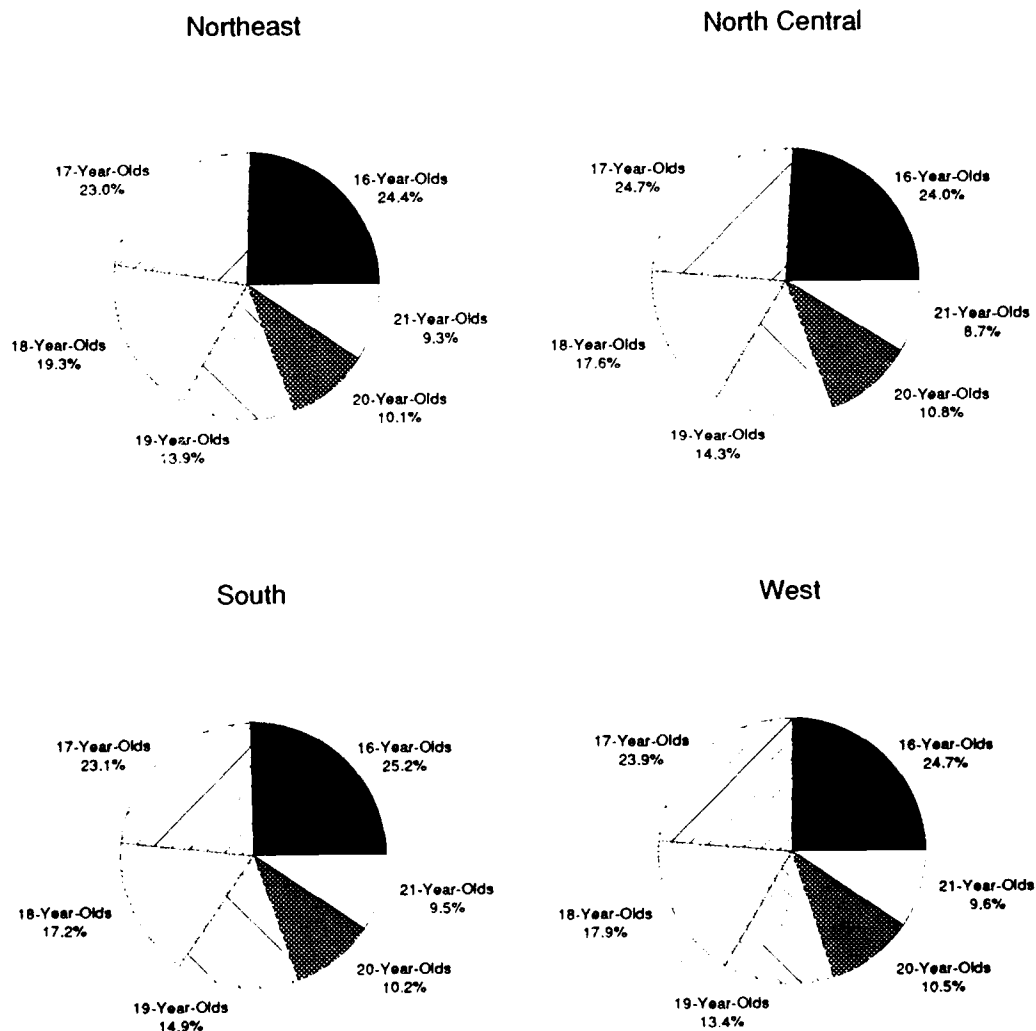 Northeast
17-Year-Olds
23.0%
16-Year-Olds
24.4%
21-Year-Olds
9.3%
18-Year-Olds
19.3%
20-Year-Olds
10.1%
19-Year-Olds
13.9%
North Central
17-Year-Olds
24.7%
16-Year-Olds
24.0%
21-Year-Olds
8.7%
18-Year-Olds
17.6%
20-Year-Olds
10.8%
19-Year-Olds
14.3%
South
17-Year-Olds
23.1%
16-Year-Olds
25.2%
21-Year-Olds
9.5%
18-Year-Olds
17.2%
20-Year-Olds
10.2%
19-Year-Olds
14.9%
West
17-Year-Olds
23.9%
16-Year-Olds
24.7%
21-Year-Olds
9.6%
18-Year-Olds
17.9%
20-Year-Olds
10.5%
19-Year-Olds
13.4%